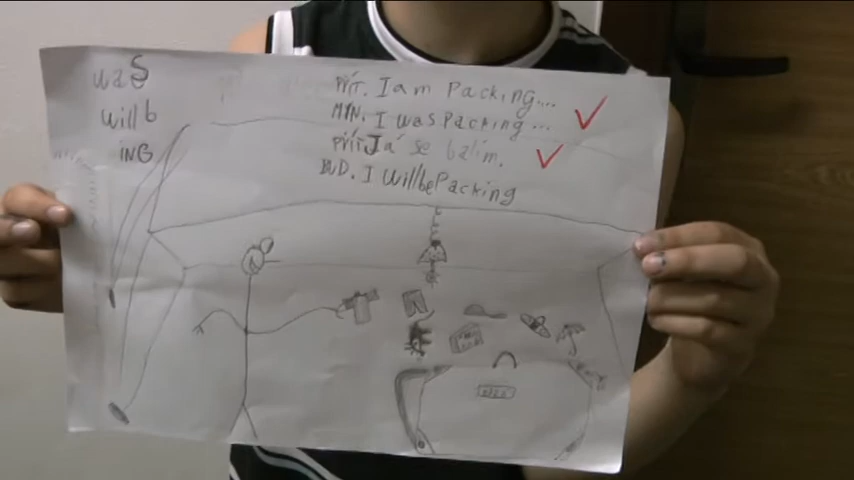 was
will b
ING
PŘÍT. I am Packing...
MIN. I was Packing...
PŘÍT. Já se balím.
BUD. I Will be Packing